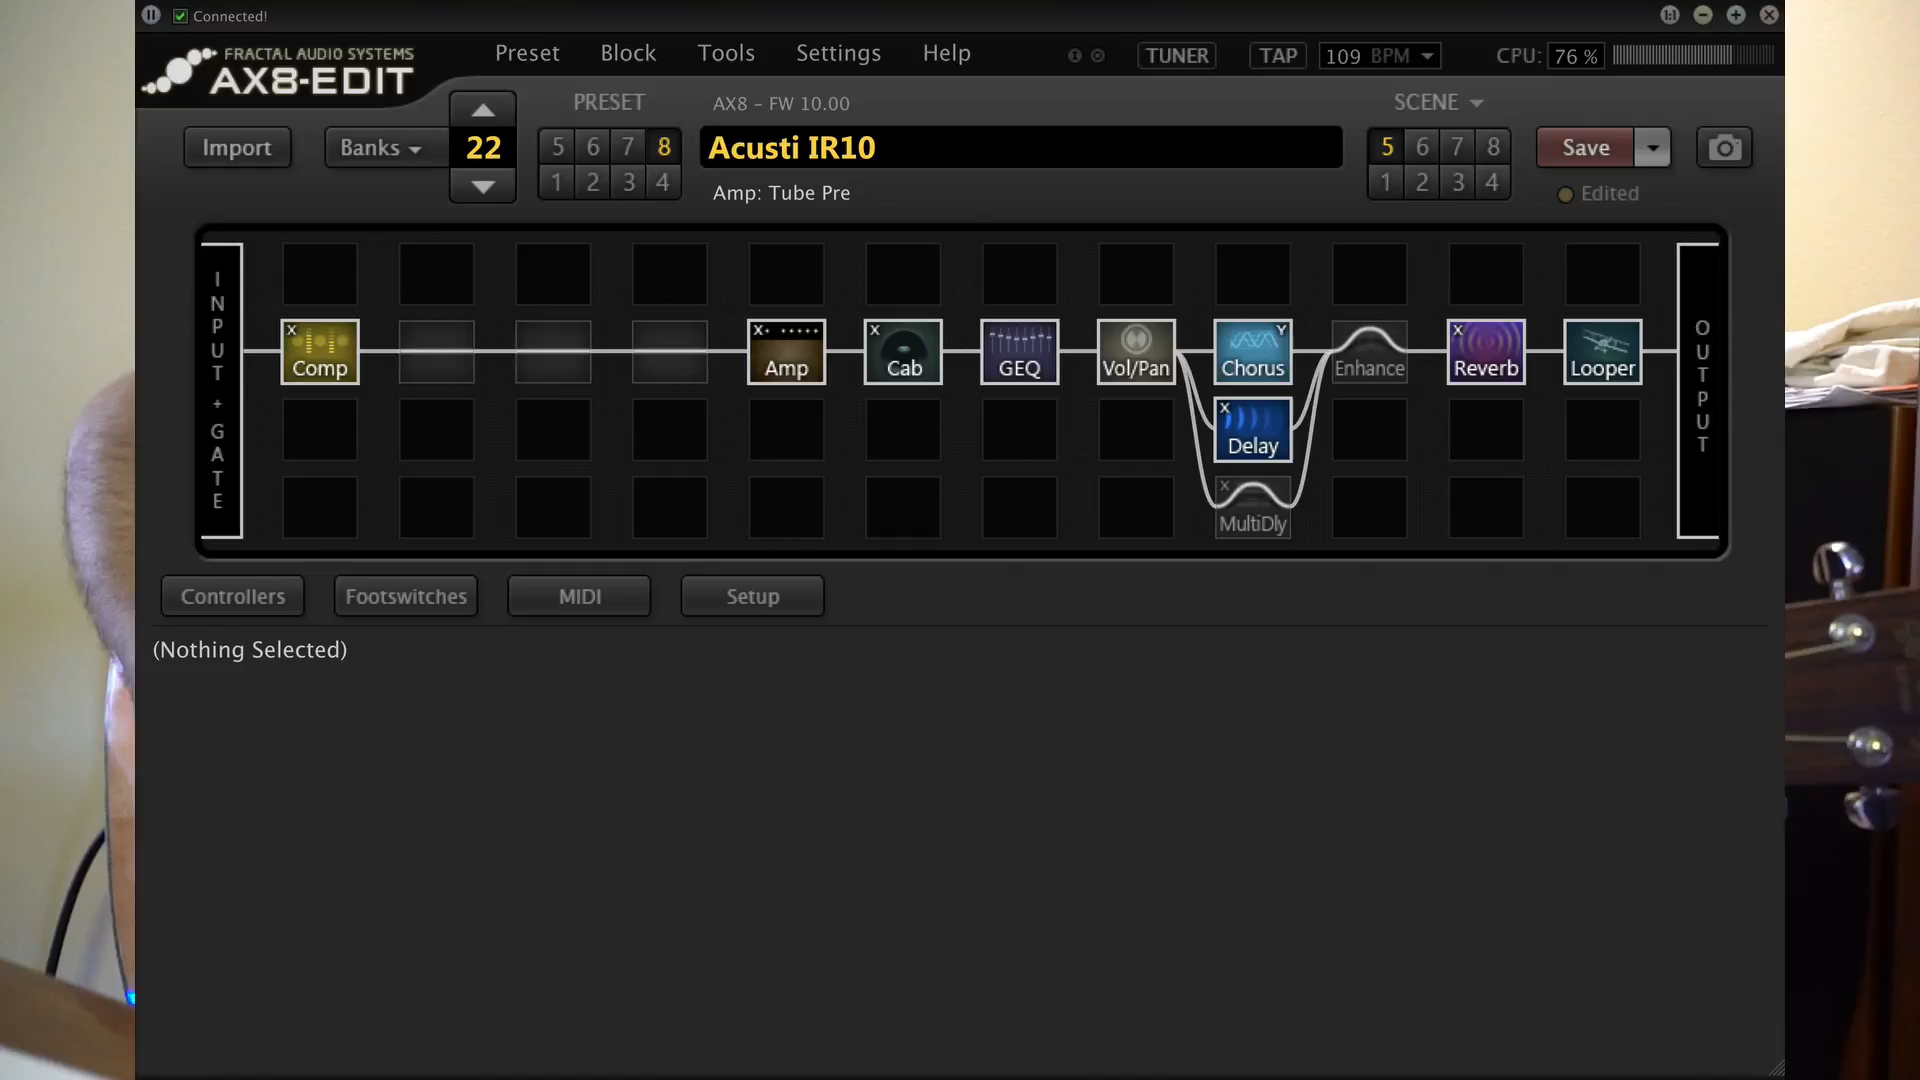 Connected!
FRACTAL AUDIO SYSTEMS
AX8-EDIT
Preset Block Tools Settings Help
TUNER TAP 109 BPM CPU: 76 %
PRESET AX8 – FW 10.00 SCENE
Import Banks 22 5 6 7 8 Acusti IR10 5 6 7 8 Save
1 2 3 4 Amp: Tube Pre 1 2 3 4 Edited
INPUT + GATE
X Comp X Amp X Cab GEQ Vol/Pan Chorus Y Enhance X Reverb Looper
X Delay
X MultiDly
OUTPUT
Controllers Footswitches MIDI Setup
(Nothing Selected)